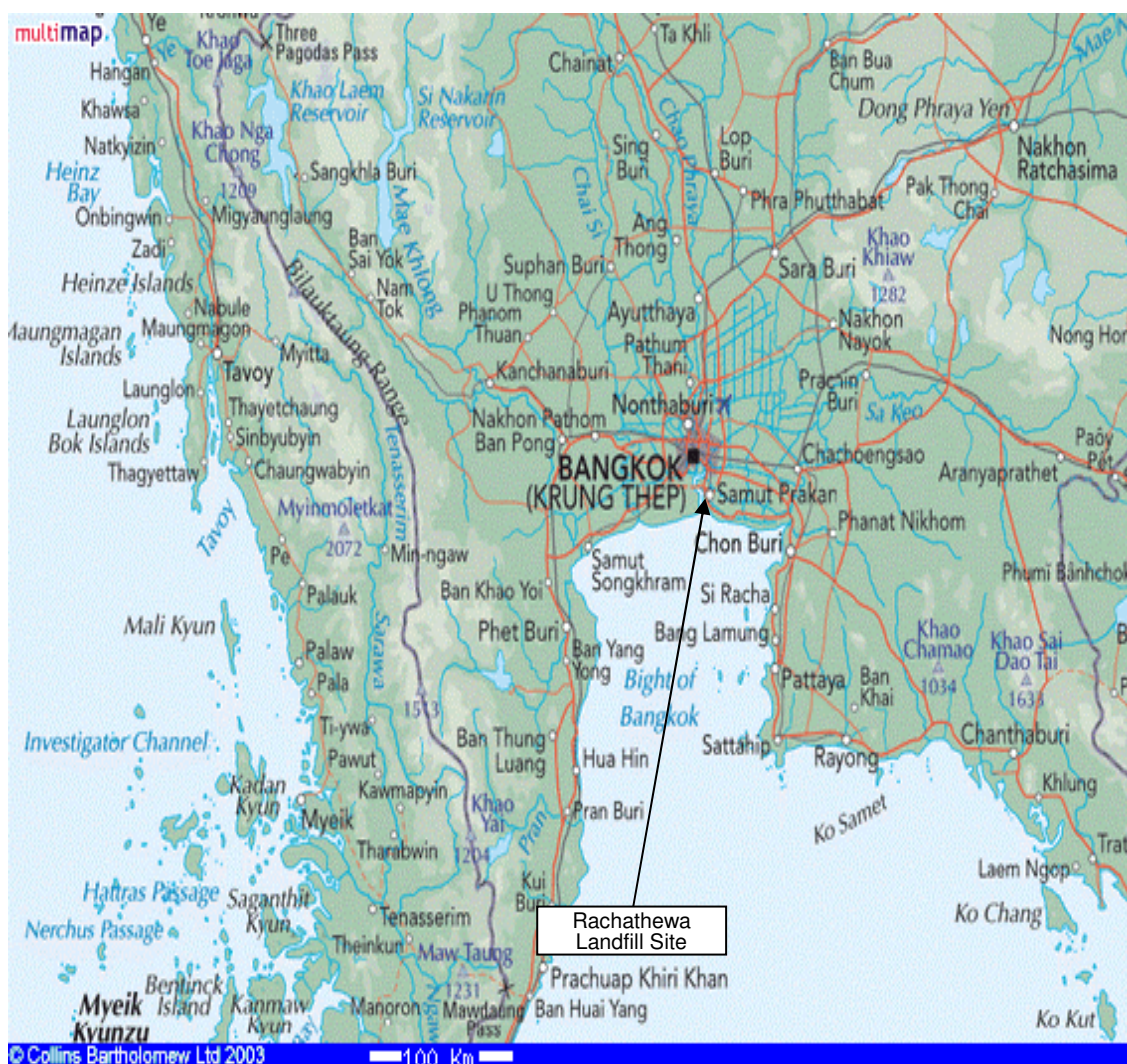 multimap
Ye
Ye
Hangan
Khawsa
Natkyizin
Heinz
Bay
Onbingwin
Zadi
Heinze Islands
Nabule
Maungmagon
Maungmagan
Islands
Tavoy
Launglon
Launglon
Bok Islands
Thayetchaung
Sinbyubyin
Thagyettaw
Chaungwabyin
Tavoy
Khao
Toe Jaga
Three
Pagodas Pass
Khao Laem
Reservoir
Si Nakarin
Reservoir
Khao Nga
Chong
1209
Sangkhla Buri
Migyaunglaung
Mae Khlong
Ban
Sai Yok
Nam
Tok
Bilauktaung Range
Myitta
Tenasserim
Myinmoletkat
2072
Min-ngaw
Pe
Palauk
Mali Kyun
Palaw
Pala
Sarawa
1513
Ti-ywa
Pawut
Investigator Channel
Kadan
Kyun
Kawmapyin
Myeik
Tharabwin
Khao
Yai
1204
Pran
Hattras Passage
Saganthit
Kyun
Nerchus Passage
Tenasserim
Theinkun
Maw Taung
1231
Bentinck
Island
Kanmaw
Kyun
Manoron
Mawdaung
Pass
Ngaw
Myeik
Kyunzu
Ta Khli
Chainat
Ban Bua
Chum
Dong Phraya Yen
Chao Phraya
Sing
Buri
Lop
Buri
Nakhon
Ratchasima
Pak Thong
Chai
Phra Phutthabat
Chai Si
Ang
Thong
Suphan Buri
Sara Buri
Khao
Khiaw
1282
U Thong
Phanom
Thuan
Ayutthaya
Pathum
Thani
Nakhon
Nayok
Nong Hon
Kanchanaburi
Prachin
Buri
Nonthaburi
Sa Keo
Nakhon Pathom
Ban Pong
BANGKOK
(KRUNG THEP)
Chachoengsao
Aranyaprathet
Paôy
Pêt
Samut Prakan
Phanat Nikhom
Samut
Songkhram
Chon Buri
Ban Khao Yoi
Si Racha
Phumĭ Bânhchok
Phet Buri
Bang Lamung
Khao
Chamao
1034
Khao Sai
Dao Tai
1633
B
P
Ban Yang
Yong
Bight of
Bangkok
Pattaya
Ban
Khai
Ban Thung
Luang
Sattahip
Rayong
Chanthaburi
Hua Hin
Khlung
Pran Buri
Ko Samet
Trat
Laem Ngop
Kui
Buri
Ko Chang
Rachathewa
Landfill Site
Prachuap Khiri Khan
Ban Huai Yang
Ko Kut
© Collins Bartholomew Ltd 2003
100 Km